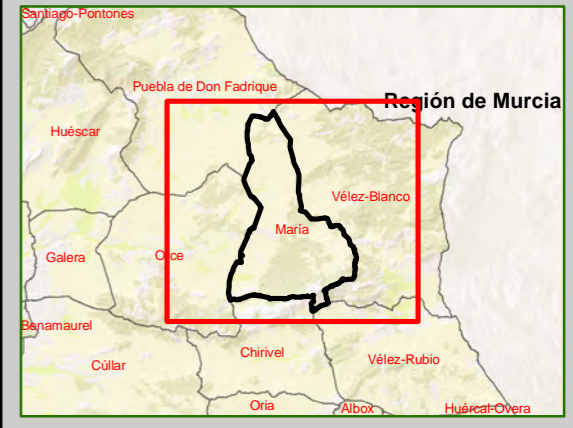 Santiago-Pontones
Puebla de Don Fadrique
Región de Murcia
Huéscar
Vélez-Blanco
María
Galera
Orce
Benamaurel
Cúllar
Chirivel
Vélez-Rubio
Oria
Albox
Huércal-Overa